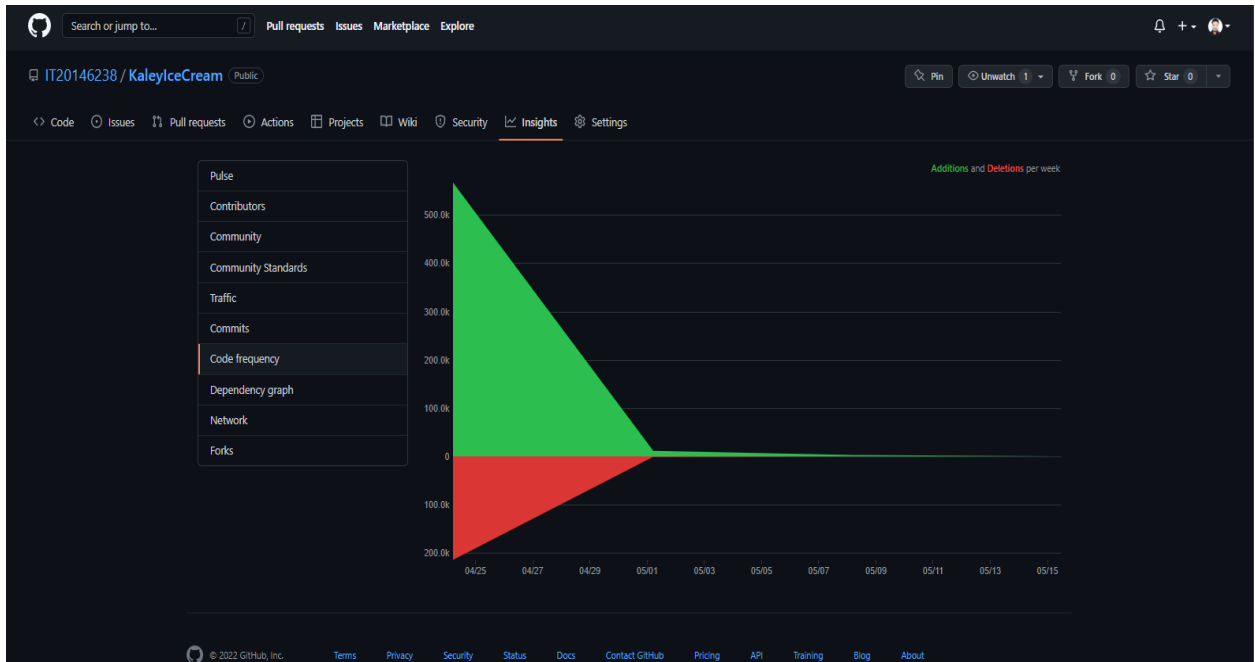 Search or jump to... / Pull requests Issues Marketplace Explore
IT20146238 / KaleyIceCream Public
Pin Unwatch 1 Fork 0 Star 0
Code Issues Pull requests Actions Projects Wiki Security Insights Settings
Pulse
Contributors
Community
Community Standards
Traffic
Commits
Code frequency
Dependency graph
Network
Forks
Additions and Deletions per week
500.0k
400.0k
300.0k
200.0k
100.0k
0
100.0k
200.0k
04/25 04/27 04/29 05/01 05/03 05/05 05/07 05/09 05/11 05/13 05/15
© 2022 GitHub, Inc. Terms Privacy Security Status Docs Contact GitHub Pricing API Training Blog About